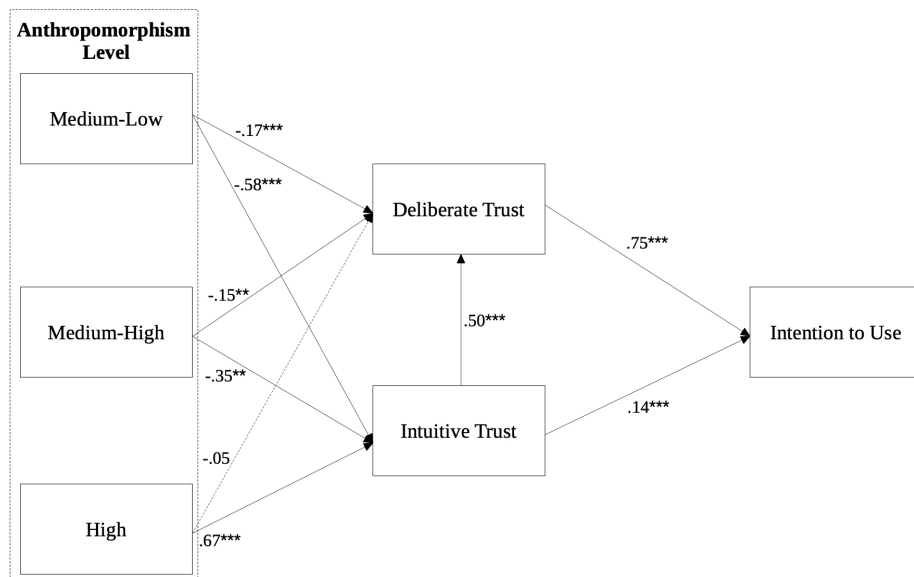 Anthropomorphism
Level
Medium-Low
-.17***
-.58***
Deliberate Trust
.75***
Medium-High
-.15**
-.35**
.50***
Intention to Use
Intuitive Trust
.14***
-.05
High
.67***